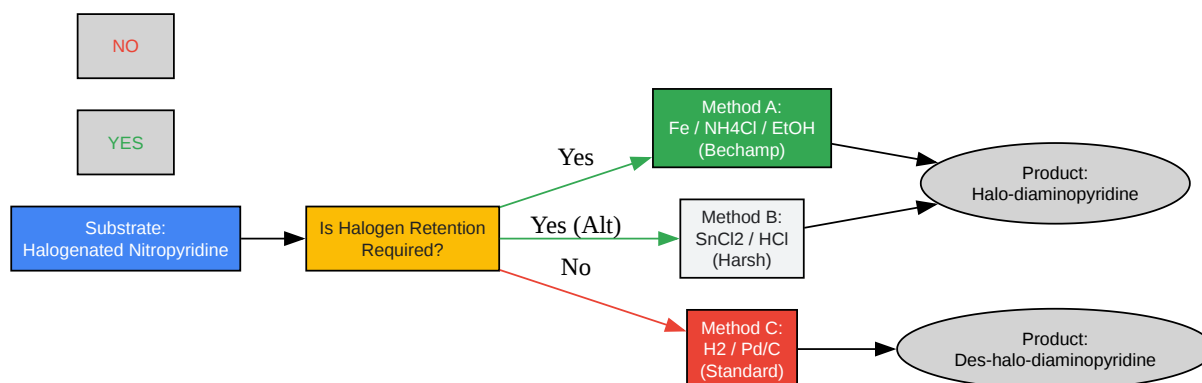 NO
YES
Substrate:
Halogenated Nitropyridine
Is Halogen Retention
Required?
Yes
Yes (Alt)
No
Method A:
Fe / NH4Cl / EtOH
(Bechamp)
Method B:
SnCl2 / HCl
(Harsh)
Method C:
H2 / Pd/C
(Standard)
Product:
Halo-diaminopyridine
Product:
Des-halo-diaminopyridine